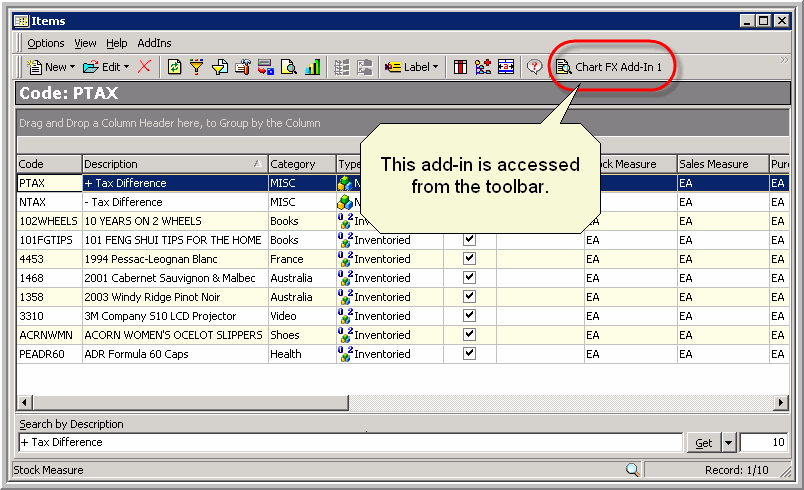 Items
Options View Help AddIns
New Edit Label Chart FX Add-In 1
Code: PTAX
Drag and Drop a Column Header here, to Group by the Column
This add-in is accessed
from the toolbar.
Code Description Category Type ock Measure Sales Measure Pur
PTAX + Tax Difference MISC N EA EA EA
NTAX - Tax Difference MISC N EA EA EA
102WHEELS 10 YEARS ON 2 WHEELS Books Inventoried EA EA EA
101FGTIPS 101 FENG SHUI TIPS FOR THE HOME Books Inventoried EA EA EA
4453 1994 Pessac-Leognan Blanc France Inventoried EA EA EA
1468 2001 Cabernet Sauvignon & Malbec Australia Inventoried EA EA EA
1358 2003 Windy Ridge Pinot Noir Australia Inventoried EA EA EA
3310 3M Company S10 LCD Projector Video Inventoried EA EA EA
ACRNWMN ACORN WOMEN'S OCELOT SLIPPERS Shoes Inventoried EA EA EA
PEADR60 ADR Formula 60 Caps Health Inventoried EA EA EA
Search by Description
+ Tax Difference Get 10
Stock Measure Record: 1/10